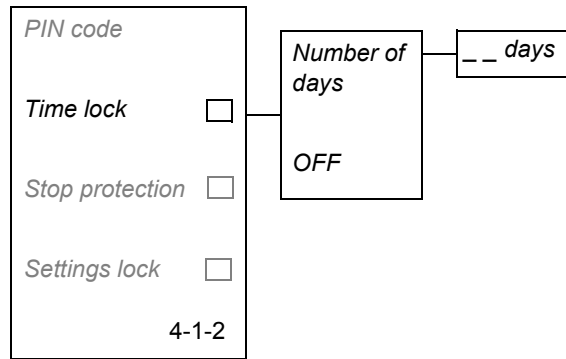 PIN code
Time lock
Stop protection
Settings lock
4-1-2
Number of
days
OFF
_ _ days